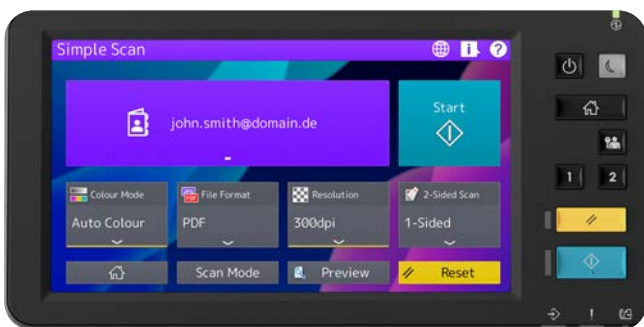 Simple Scan
john.smith@domain.de
Start
Colour Mode
Auto Colour
File Format
PDF
Resolution
300dpi
2-Sided Scan
1-Sided
Scan Mode
Preview
Reset
1
2